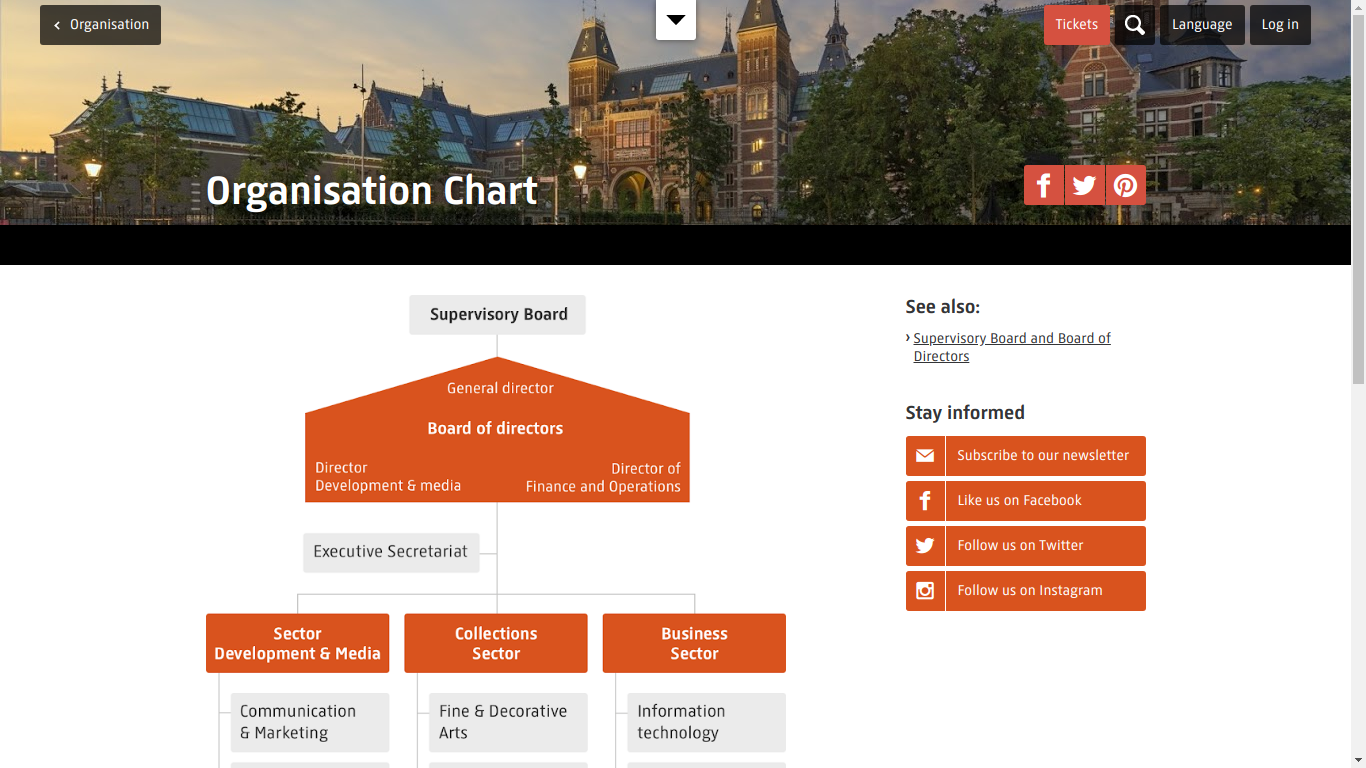 Organisation
Tickets
Language
Log in
Organisation Chart
Supervisory Board
General director
Board of directors
Director
Development & media
Director of
Finance and Operations
Executive Secretariat
Sector
Development & Media
Collections
Sector
Business
Sector
Communication
& Marketing
Fine & Decorative
Arts
Information
technology
See also:
› Supervisory Board and Board of
Directors
Stay informed
Subscribe to our newsletter
Like us on Facebook
Follow us on Twitter
Follow us on Instagram